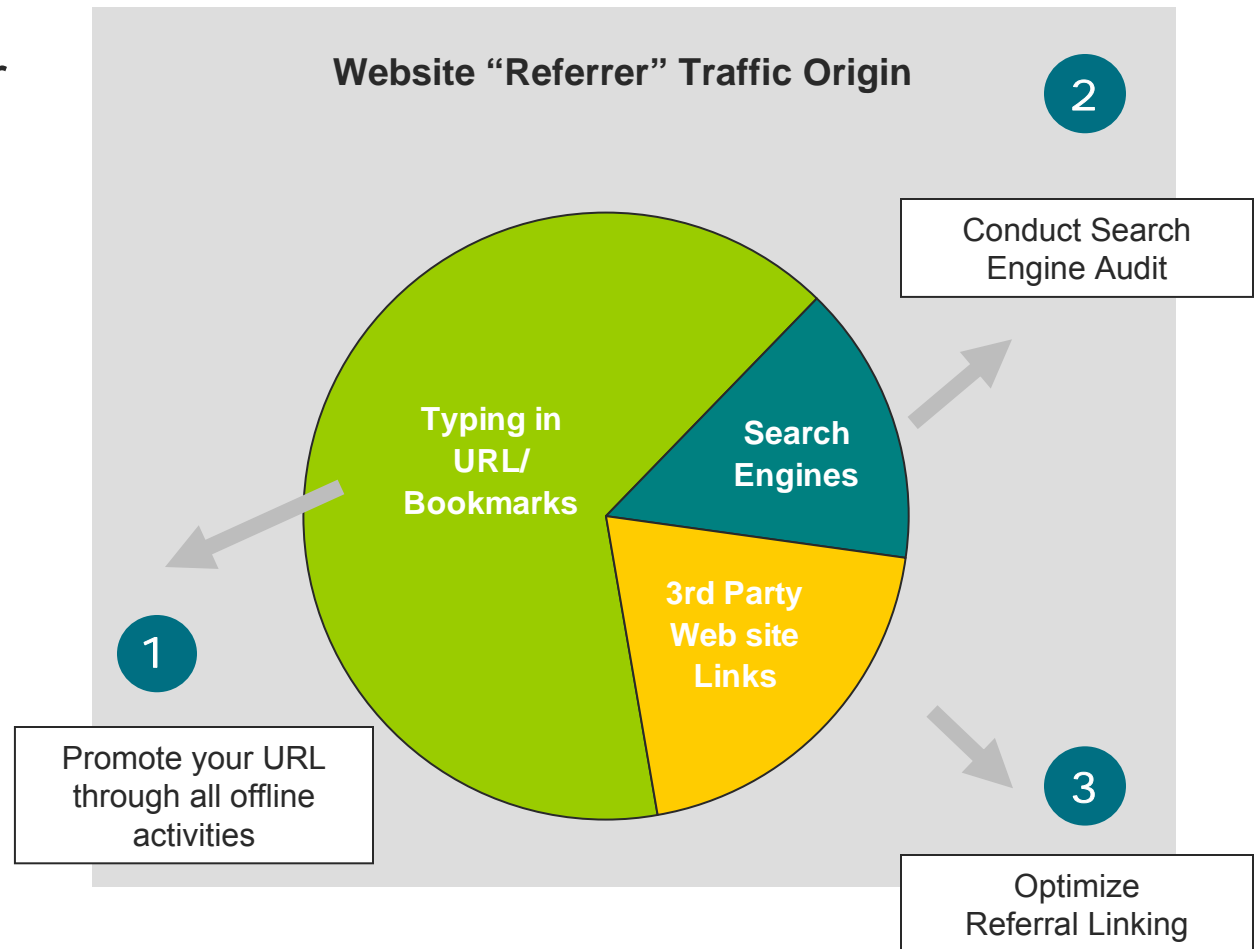 Website “Referrer” Traffic Origin
2
Conduct Search
Engine Audit
Typing in
URL/
Bookmarks
Search
Engines
3rd Party
Web site
Links
1
Promote your URL
through all offline
activities
3
Optimize
Referral Linking